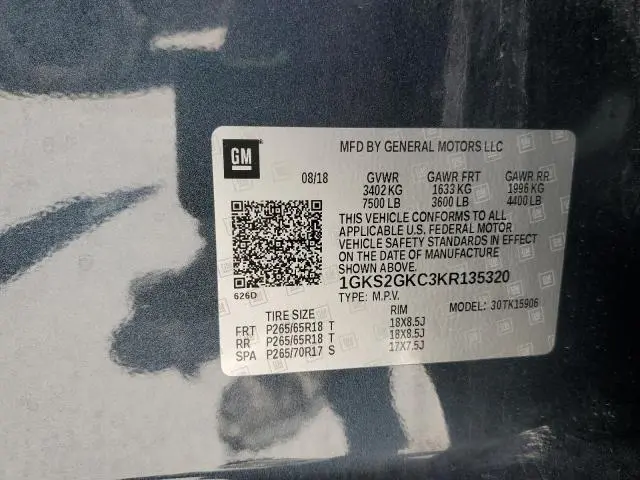 GM
MFD BY GENERAL MOTORS LLC
08/18 GVWR GAWR FRT GAWR RR
3402 KG 1633 KG 1996 KG
7500 LB 3600 LB 4400 LB
THIS VEHICLE CONFORMS TO ALL
APPLICABLE U.S. FEDERAL MOTOR
VEHICLE SAFETY STANDARDS IN EFFECT
ON THE DATE OF MANUFACTURE
SHOWN ABOVE.
1GKS2GKC3KR135320
626D
TYPE: M.P.V. MODEL: 30TK15906
TIRE SIZE RIM
FRT P265/65R18 T 18X8.5J
RR P265/65R18 T 18X8.5J
SPA P265/70R17 S 17X7.5J